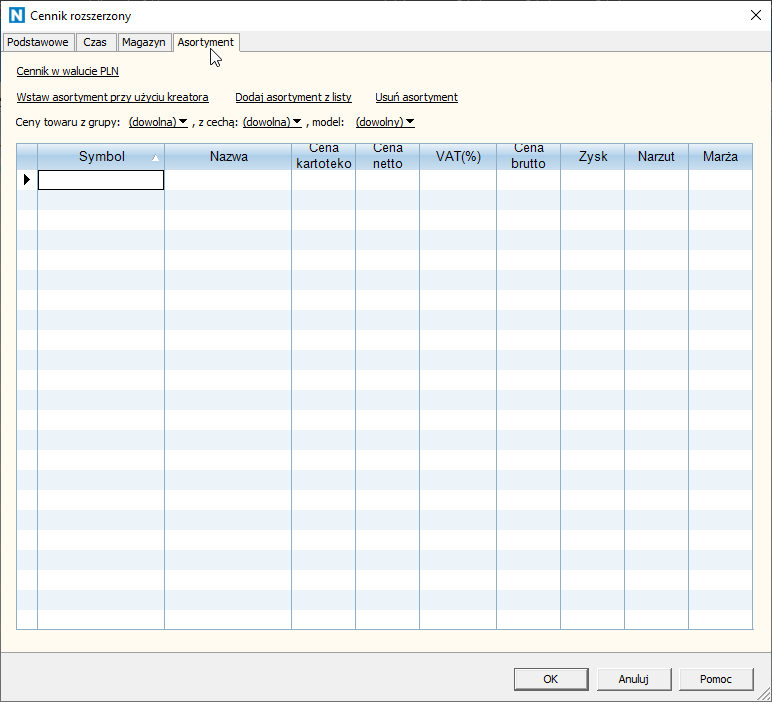 Cennik rozszerzony
Podstawowe Czas Magazyn Asortyment
Cennik w walucie PLN
Wstaw asortyment przy użyciu kreatora Dodaj asortyment z listy Usuń asortyment
Ceny towaru z grupy: (dowolna) , z cechą: (dowolna) , model: (dowolny)
Symbol Nazwa Cena kartoteko Cena netto VAT(%) Cena brutto Zysk Narzut Marża
OK Anuluj Pomoc